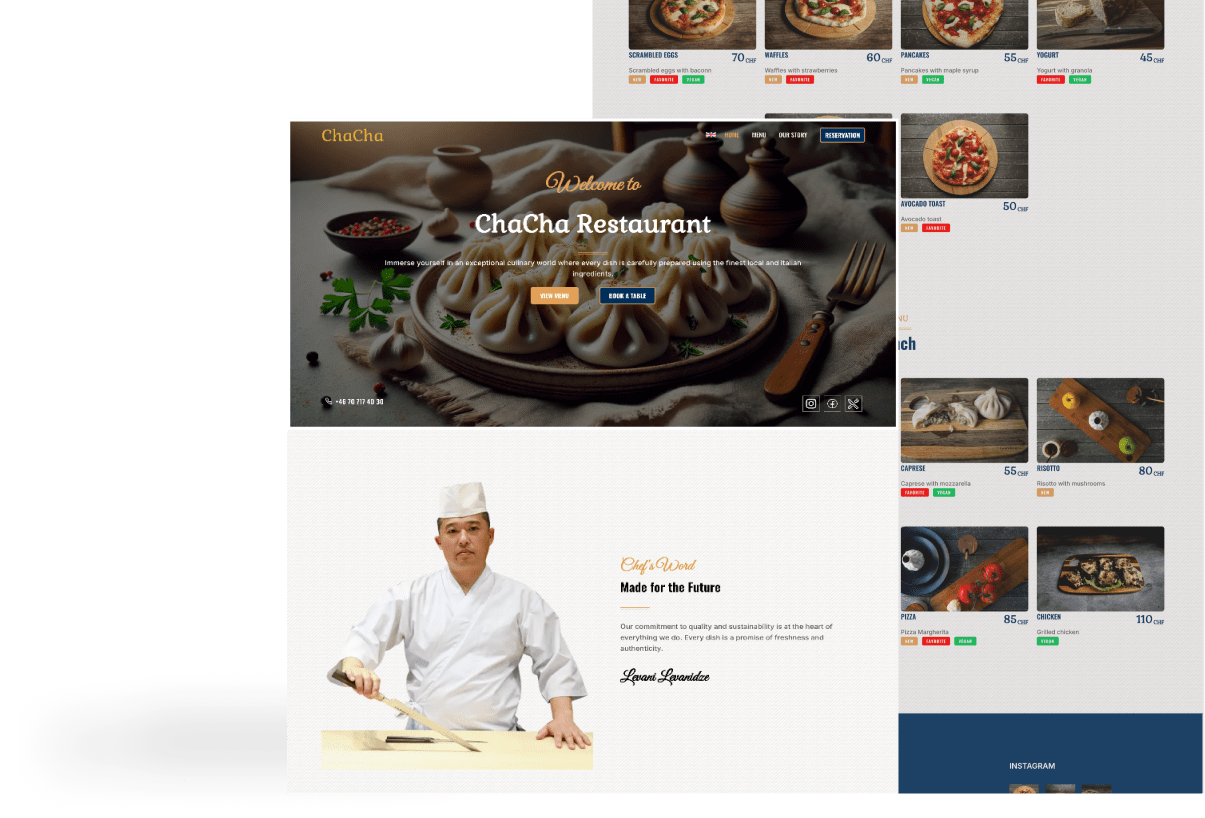 SCRAMBLED EGGS 70 CHF
Scrambled eggs with baconn
NEW FAVORITE VEGAN
WAFFLES 60 CHF
Waffles with strawberries
NEW FAVORITE
PANCAKES 55 CHF
Pancakes with maple syrup
NEW VEGAN
YOGURT 45 CHF
Yogurt with granola
FAVORITE VEGAN
AVOCADO TOAST 50 CHF
Avocado toast
NEW FAVORITE
ChaCha
HOME MENU OUR STORY RESERVATION
Welcome to
ChaCha Restaurant
Immerse yourself in an exceptional culinary world where every dish is carefully prepared using the finest local and Italian
ingredients.
VIEW MENU BOOK A TABLE
+46 70 717 40 30
NU
nch
CAPRESE 55 CHF
Caprese with mozzarella
FAVORITE VEGAN
RISOTTO 80 CHF
Risotto with mushrooms
NEW
PIZZA 85 CHF
Pizza Margherita
NEW FAVORITE VEGAN
CHICKEN 110 CHF
Grilled chicken
VEGAN
Chef's Word
Made for the Future
Our commitment to quality and sustainability is at the heart of
everything we do. Every dish is a promise of freshness and
authenticity.
Levani Levanidze
INSTAGRAM